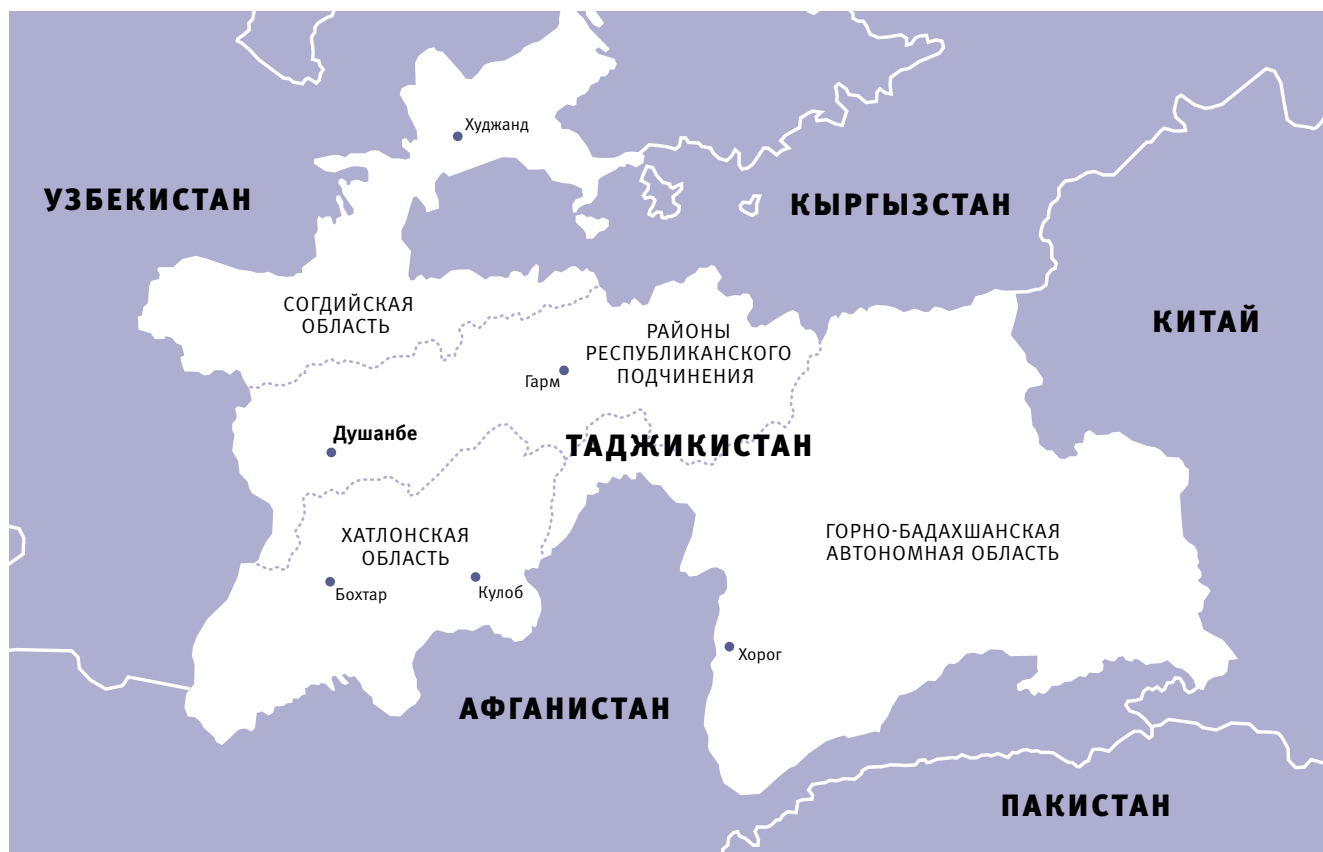 Худжанд
УЗБЕКИСТАН
КЫРГЫЗСТАН
СОГДИЙСКАЯ
ОБЛАСТЬ
РАЙОНЫ
РЕСПУБЛИКАНСКОГО
ПОДЧИНЕНИЯ
КИТАЙ
Гарм
Душанбе
ТАДЖИКИСТАН
ХАТЛОНСКАЯ
ОБЛАСТЬ
ГОРНО-БАДАХШАНСКАЯ
АВТОНОМНАЯ ОБЛАСТЬ
Бохтар
Кулоб
Хорог
АФГАНИСТАН
ПАКИСТАН